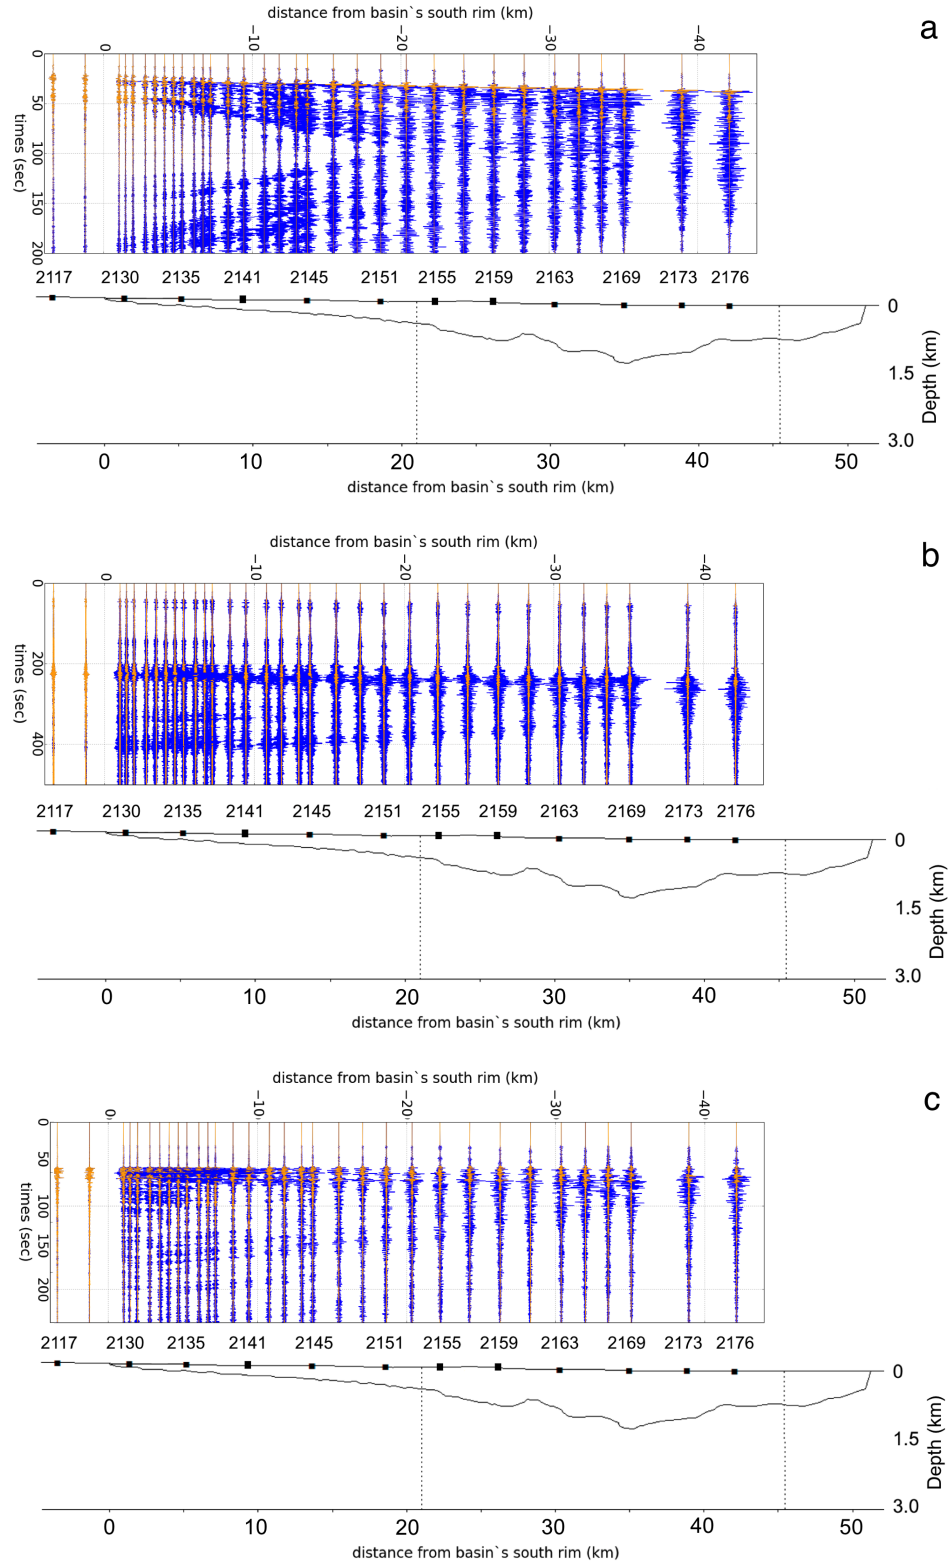 distance from basin`s south rim (km)
a
0 −10 −20 −30 −40
0
50
100
150
200
times (sec)
2117 2130 2135 2141 2145 2151 2155 2159 2163 2169 2173 2176
0
1.5
3.0
Depth (km)
0 10 20 30 40 50
distance from basin`s south rim (km)
distance from basin`s south rim (km)
b
0 −10 −20 −30 −40
0
200
400
times (sec)
2117 2130 2135 2141 2145 2151 2155 2159 2163 2169 2173 2176
0
1.5
3.0
Depth (km)
0 10 20 30 40 50
distance from basin`s south rim (km)
distance from basin`s south rim (km)
c
0 −10 −20 −30 −40
0
50
100
150
200
times (sec)
2117 2130 2135 2141 2145 2151 2155 2159 2163 2169 2173 2176
0
1.5
3.0
Depth (km)
0 10 20 30 40 50
distance from basin`s south rim (km)